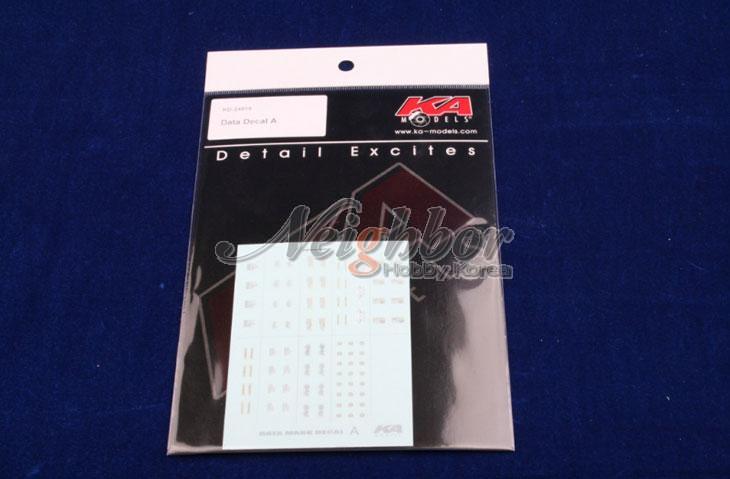 Data Decal A
KA
MODELS
www.ka-models.com
Detail Excites
Neighbor
Hobby.Korea
DATA MARK DECAL A
KA